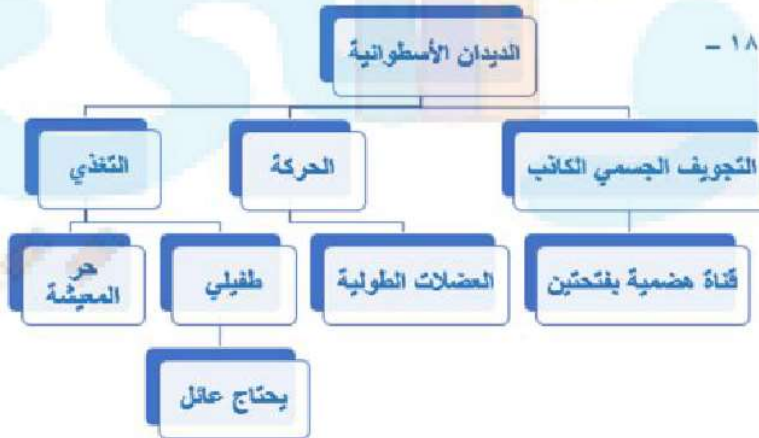 ١٨ –
الديدان الأسطوانية
التجويف الجسمي الكاذب
الحركة
التغذي
قناة هضمية بفتحتين
العضلات الطولية
طفيلي
حر
المعيشة
يحتاج عائل